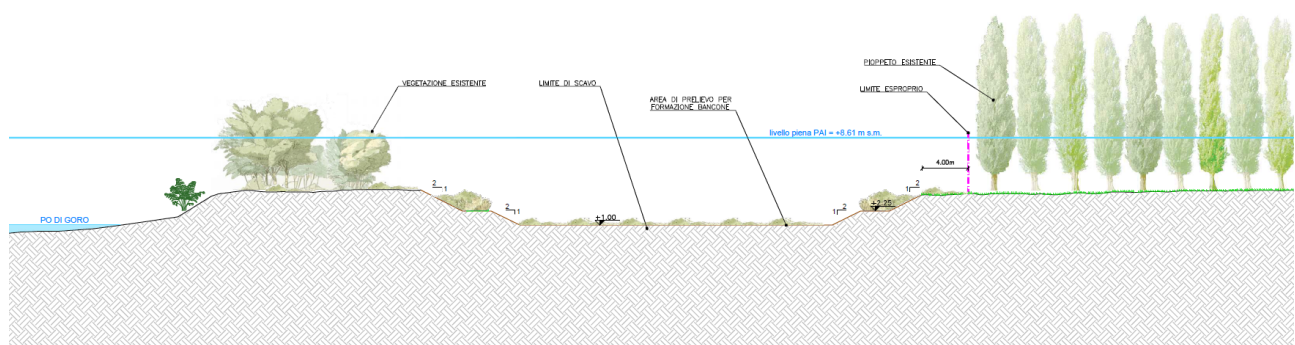 PIOPPETO ESISTENTE
VEGETAZIONE ESISTENTE
LIMITE DI SCAVO
LIMITE ESPROPRIO
AREA DI PRELIEVO PER
FORMAZIONE BANCONE
livello piena PAI = +8.61 m s.m.
4.00m
2
1
2
1
+2.25
PO DI GORO
2
1
+1.00
2
1